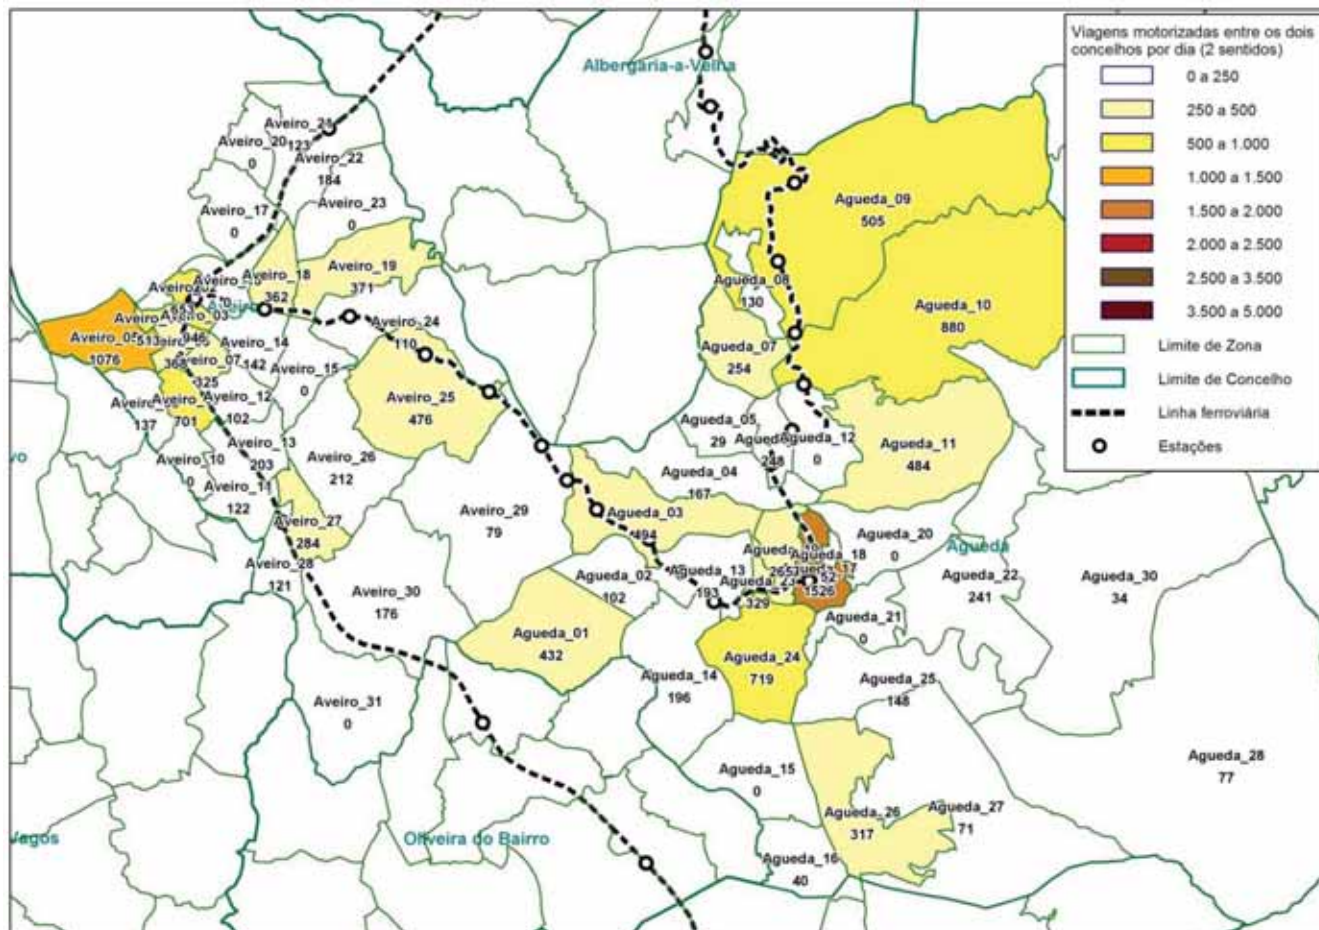 Viagens motorizadas entre os dois
concelhos por dia (2 sentidos)
0 a 250
250 a 500
500 a 1.000
1.000 a 1.500
1.500 a 2.000
2.000 a 2.500
2.500 a 3.500
3.500 a 5.000
Limite de Zona
Limite de Concelho
Linha ferroviária
Estações
Albergaria-a-Velha
Aveiro_20
0
123
Aveiro_22
184
Aveiro_17
0
Aveiro_23
0
Aveiro_18
362
Aveiro_19
371
Aveiro_05
1076
513
946
Aveiro_24
110
Aveiro_14
142
Aveiro_15
0
325
Aveiro_25
476
137
701
Aveiro_12
102
Aveiro_13
203
Aveiro_10
0
Aveiro_11
122
Aveiro_26
212
Aveiro_27
284
Aveiro_28
121
Aveiro_29
79
Aveiro_30
176
Aveiro_31
0
Agueda_09
505
Agueda_08
130
Agueda_10
880
Agueda_07
254
Agueda_05
29
248
Agueda_12
0
Agueda_11
484
Agueda_04
167
Agueda_03
494
Agueda_02
102
Agueda_13
193
329
Agueda_18
1526
Agueda_20
0
Águeda
Agueda_22
241
Agueda_30
34
Agueda_21
0
Agueda_01
432
Agueda_24
719
Agueda_14
196
Agueda_25
148
Agueda_15
0
Agueda_28
77
Agueda_26
317
Agueda_27
71
Agueda_16
40
Oliveira do Bairro